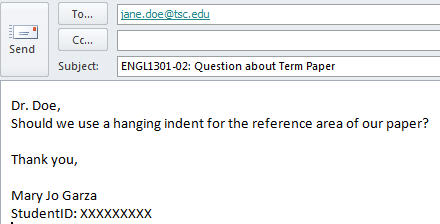 To...
jane.doe@tsc.edu
Cc...
Send
Subject:
ENGL1301-02: Question about Term Paper
Dr. Doe,
Should we use a hanging indent for the reference area of our paper?
Thank you,
Mary Jo Garza
StudentID: XXXXXXXXX